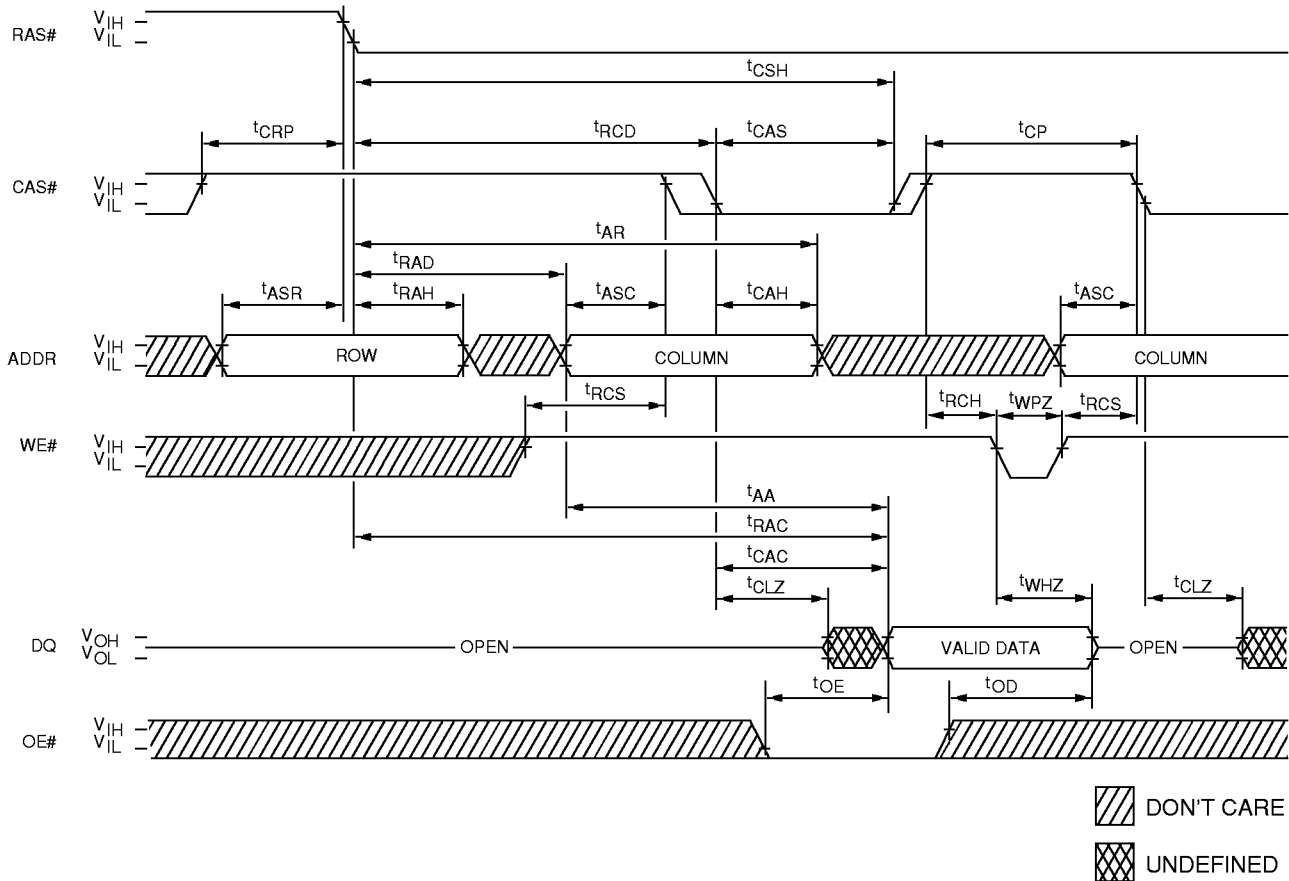 RAS# VIH
VIL
tCSH
tCRP tRCD tCAS tCP
CAS# VIH
VIL
tAR
tRAD
tASR tRAH tASC tCAH tASC
ADDR VIH
VIL
ROW COLUMN COLUMN
tRCS tRCH tWPZ tRCS
WE# VIH
VIL
tAA
tRAC
tCAC
tCLZ tWHZ tCLZ
DQ VOH
VOL
OPEN VALID DATA OPEN
tOE tOD
OE# VIH
VIL
DON'T CARE
UNDEFINED